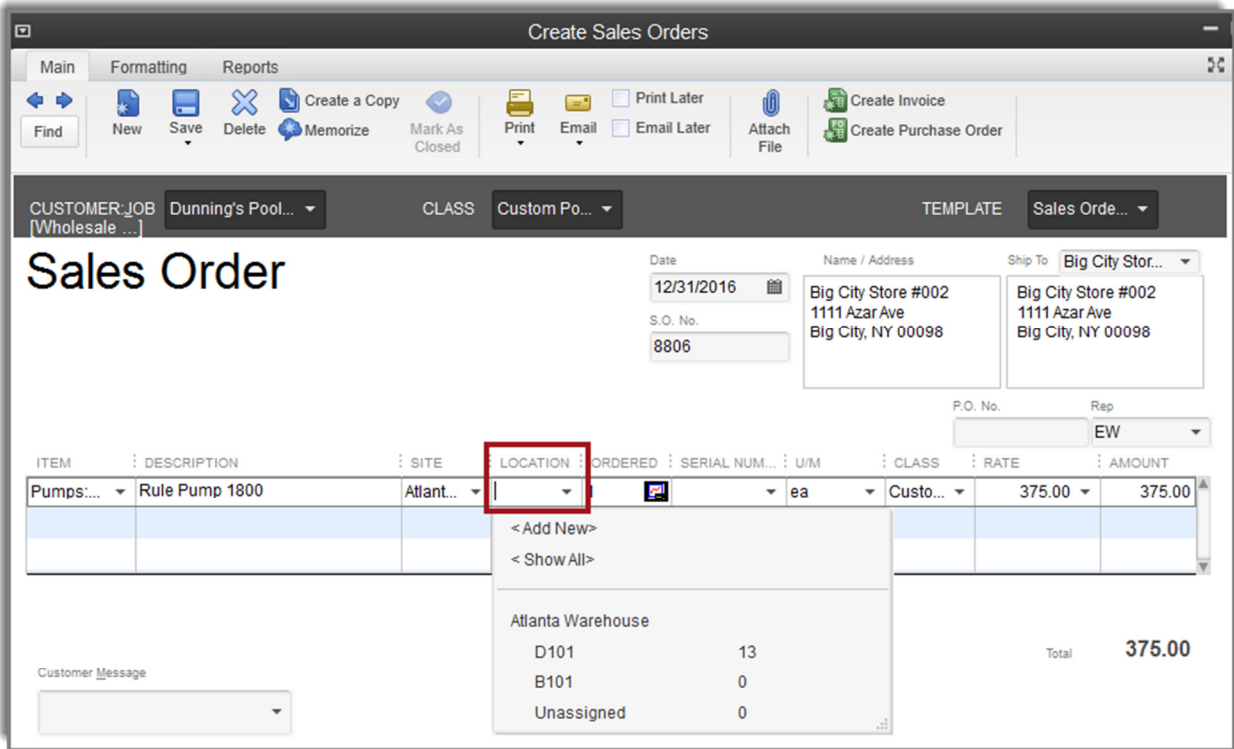 Create Sales Orders
Main Formatting Reports
Find
New
Save
Delete
Create a Copy
Memorize
Mark As
Closed
Print
Email
Print Later
Email Later
Attach
File
Create Invoice
Create Purchase Order
CUSTOMER:JOB Dunning's Pool... CLASS Custom Po... TEMPLATE Sales Orde...
[Wholesale ...]
Sales Order
Date
12/31/2016
S.O. No.
8806
Name / Address
Big City Store #002
1111 Azar Ave
Big City, NY 00098
Ship To Big City Stor...
Big City Store #002
1111 Azar Ave
Big City, NY 00098
P.O. No. Rep
EW
ITEM DESCRIPTION SITE LOCATION ORDERED SERIAL NUM... U/M CLASS RATE AMOUNT
Pumps:... Rule Pump 1800 Atlant... ea Custo... 375.00 375.00
< Add New>
< Show All>
Atlanta Warehouse
D101 13
B101 0
Unassigned 0
Total 375.00
Customer Message